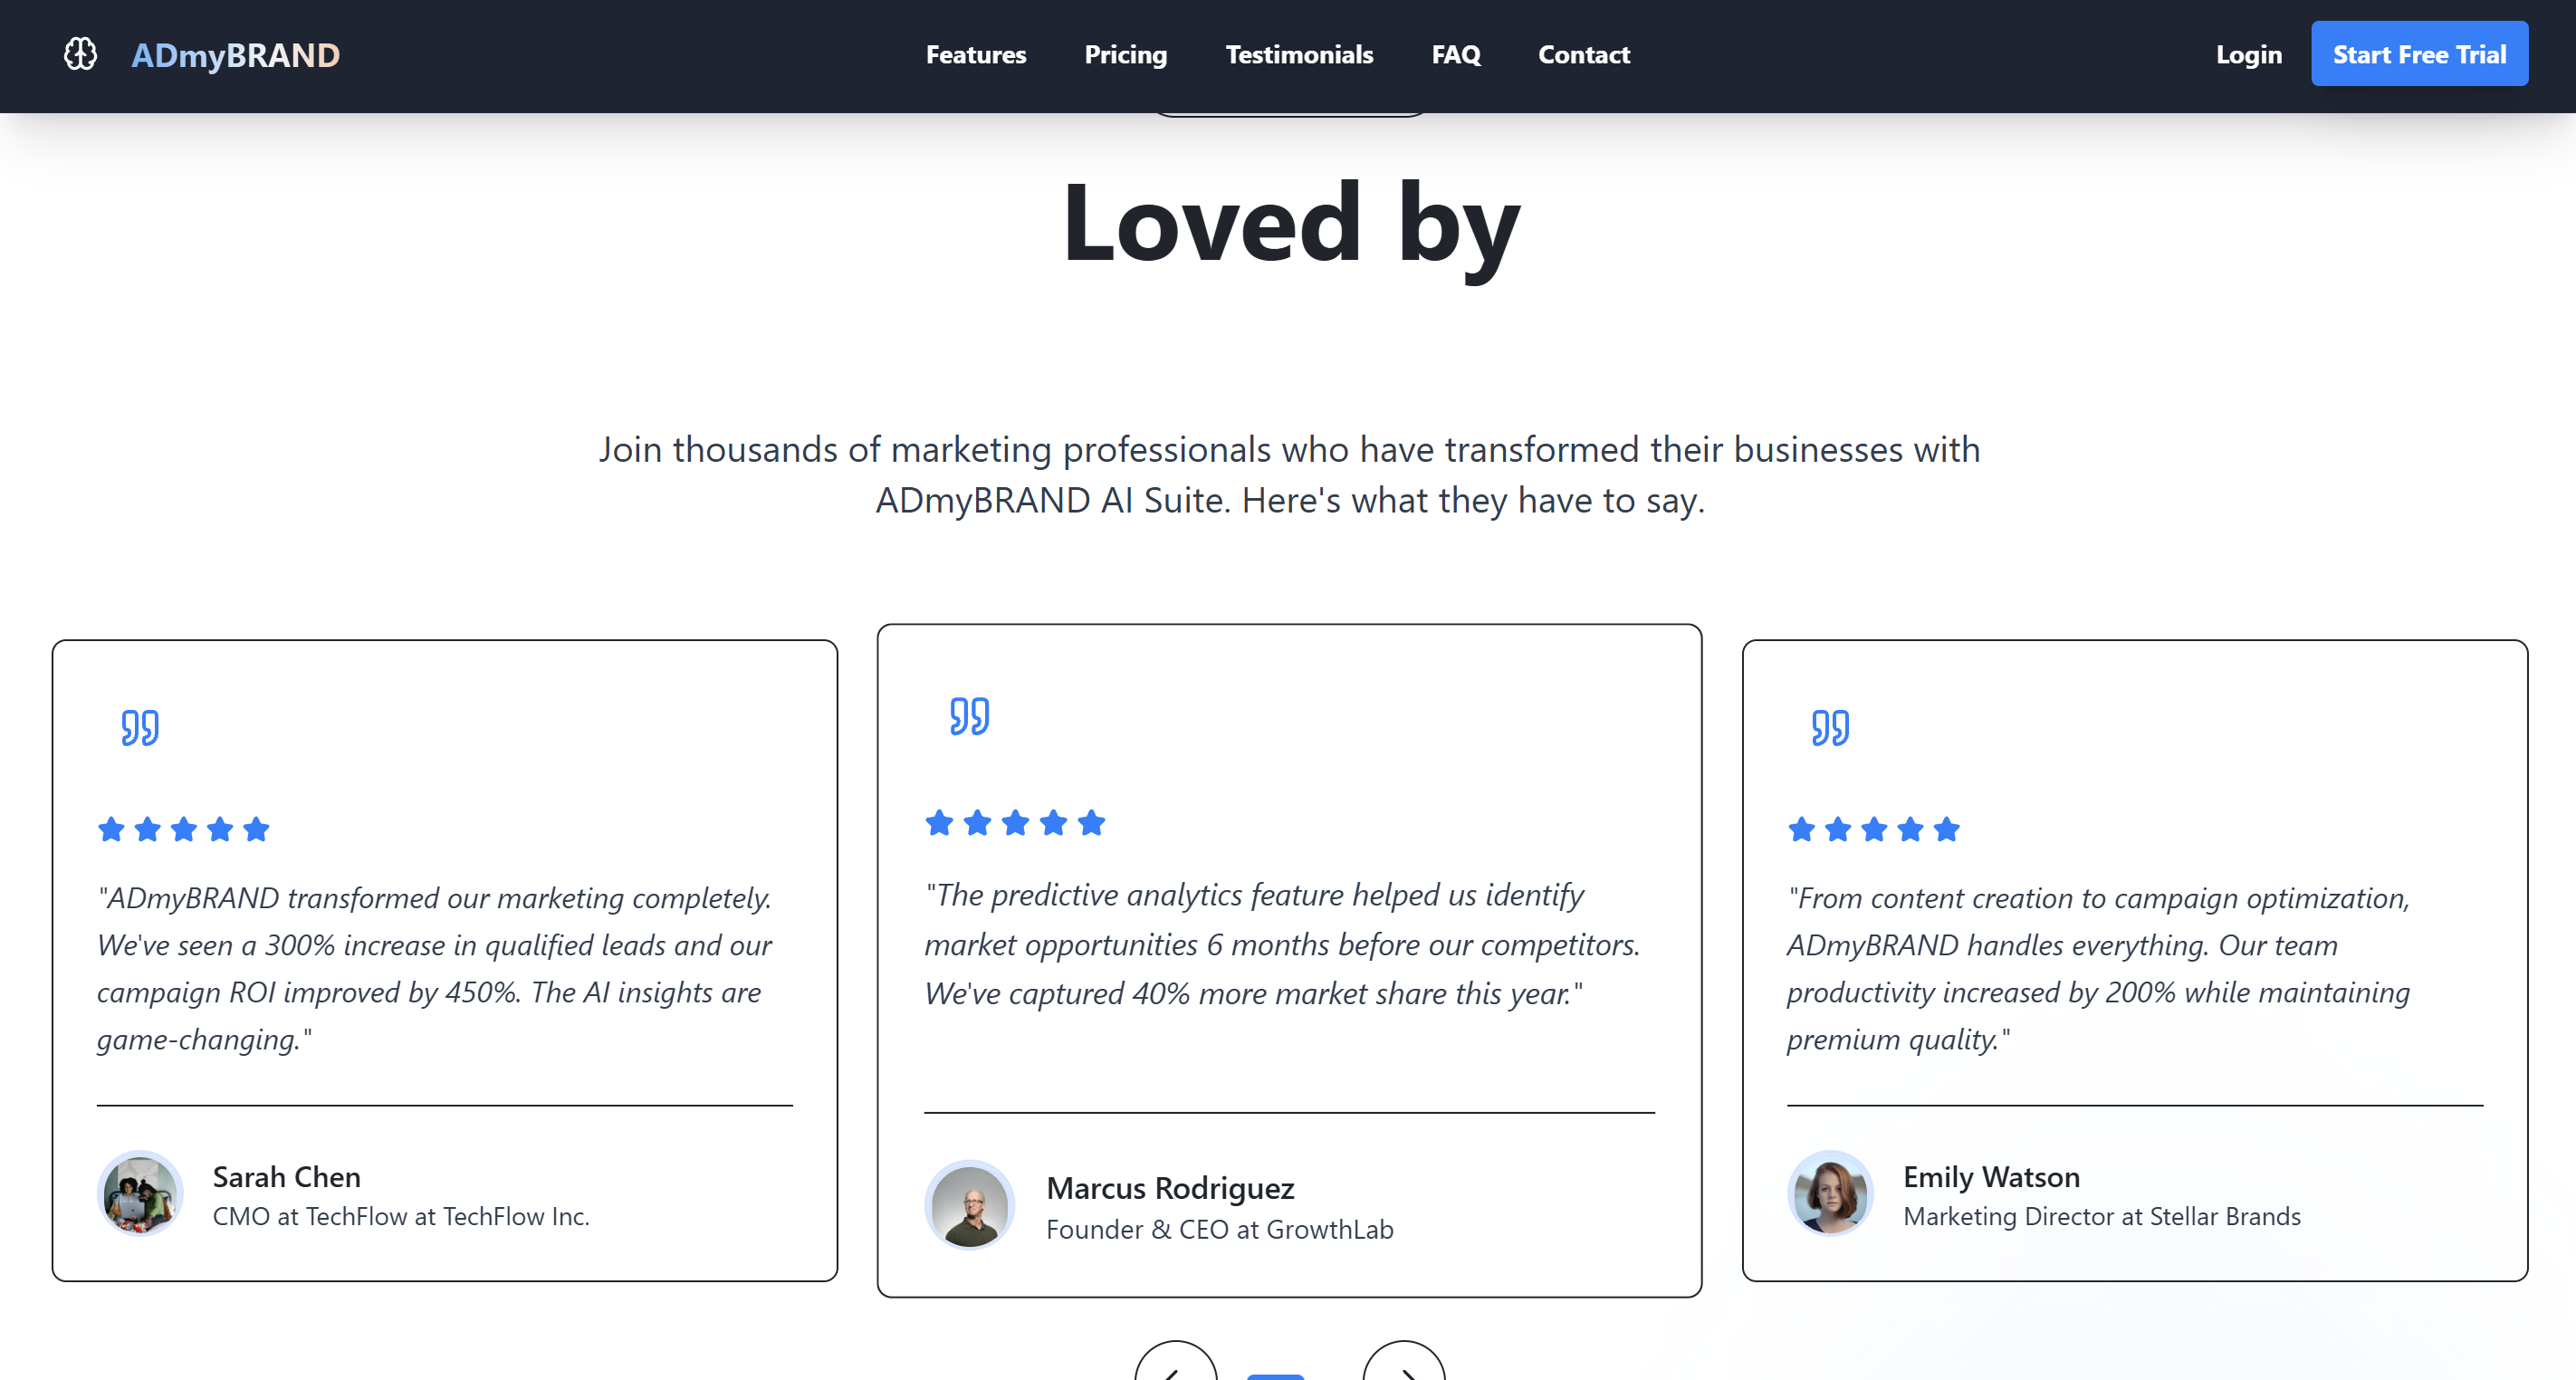 ADmyBRAND
Features Pricing Testimonials FAQ Contact
Login Start Free Trial
Loved by
Join thousands of marketing professionals who have transformed their businesses with
ADmyBRAND AI Suite. Here's what they have to say.
"ADmyBRAND transformed our marketing completely.
We've seen a 300% increase in qualified leads and our
campaign ROI improved by 450%. The AI insights are
game-changing."
Sarah Chen
CMO at TechFlow at TechFlow Inc.
"The predictive analytics feature helped us identify
market opportunities 6 months before our competitors.
We've captured 40% more market share this year."
Marcus Rodriguez
Founder & CEO at GrowthLab
"From content creation to campaign optimization,
ADmyBRAND handles everything. Our team
productivity increased by 200% while maintaining
premium quality."
Emily Watson
Marketing Director at Stellar Brands